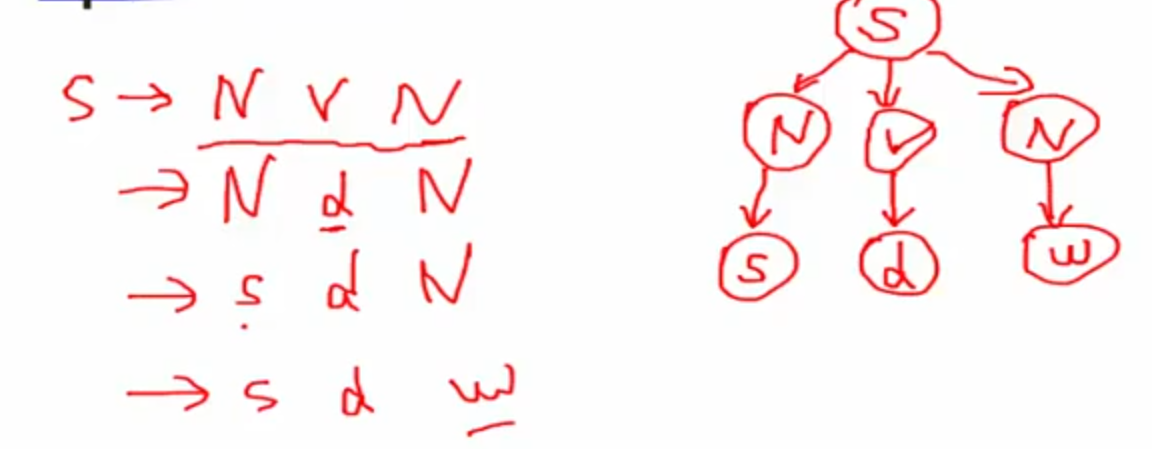 S → N V N
→ N d N
→ s d N
→ s d w
S
N V N
s d w